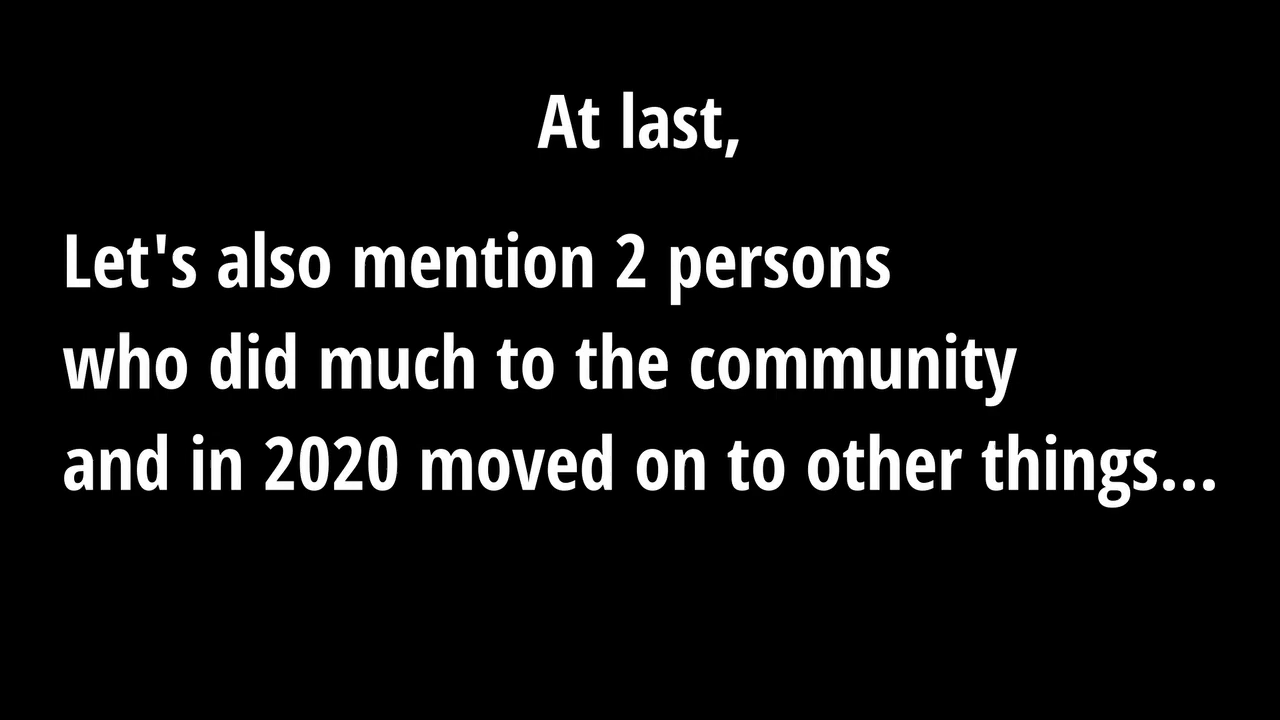 At last,
Let's also mention 2 persons
who did much to the community
and in 2020 moved on to other things...